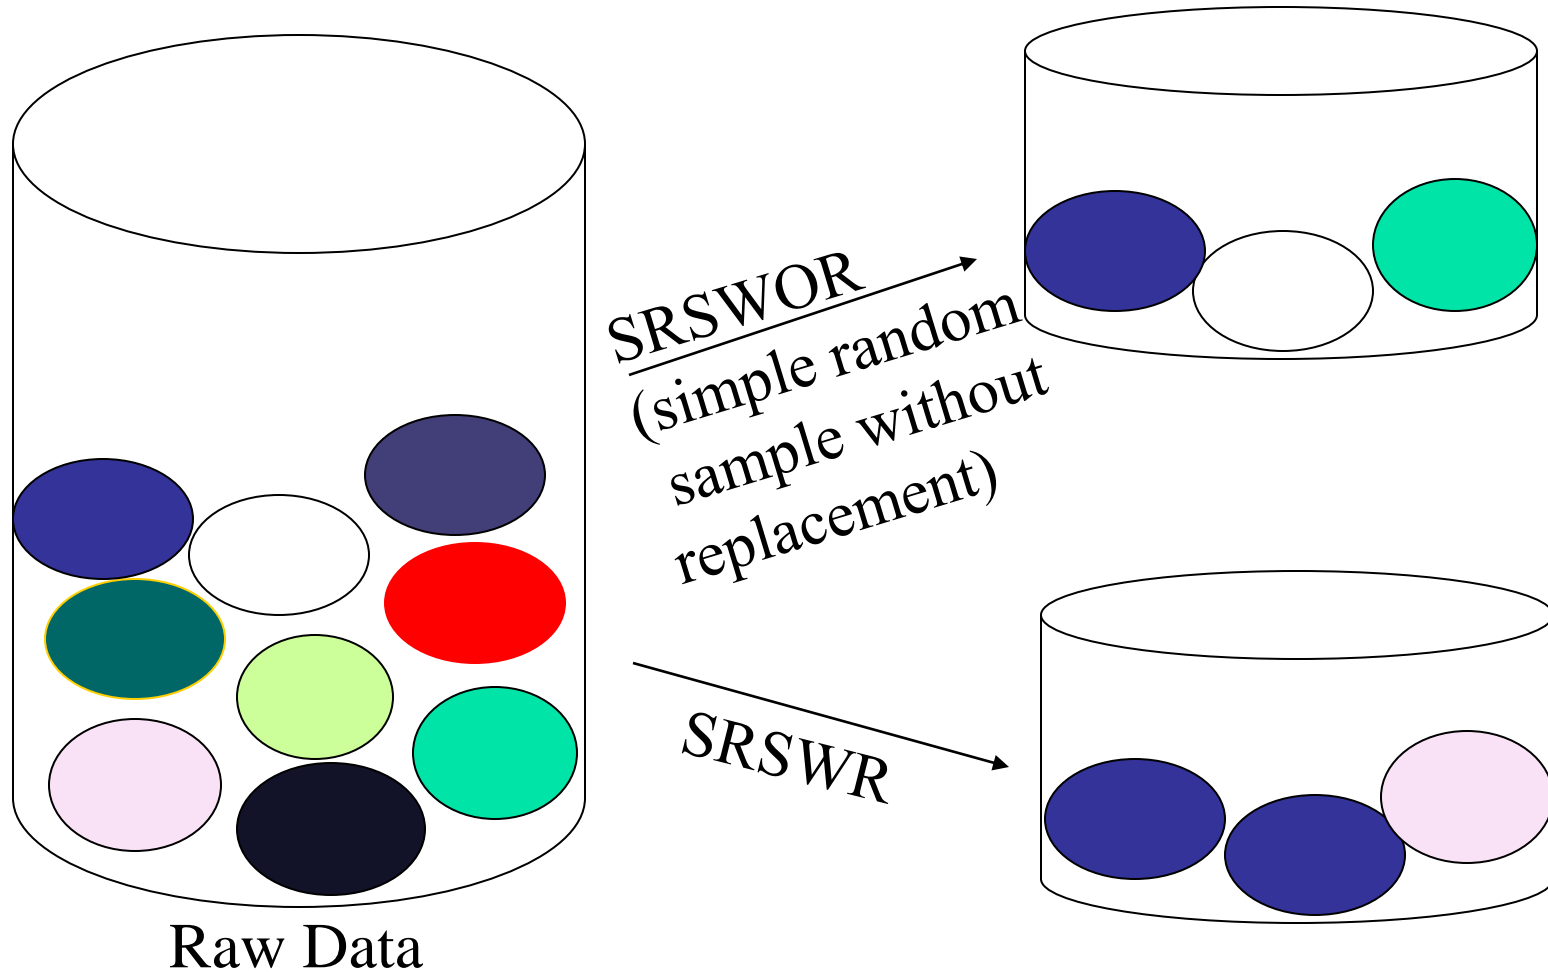 SRSWOR
(simple random
sample without
replacement)
SRSWR
Raw Data